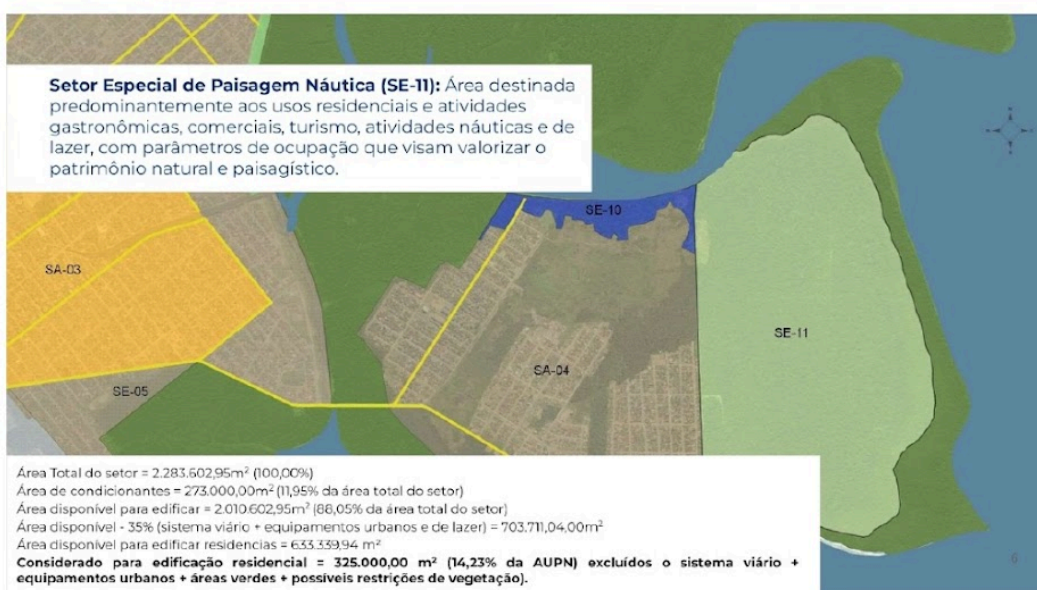 Setor Especial de Paisagem Náutica (SE-11): Área destinada
predominantemente aos usos residenciais e atividades
gastronômicas, comerciais, turismo, atividades náuticas e de
lazer, com parâmetros de ocupação que visam valorizar o
patrimônio natural e paisagístico.
SE-10
SA-03
SE-11
SA-04
SE-05
Área Total do setor = 2.283.602,95m² (100,00%)
Área de condicionantes = 273.000,00m² (11,95% da área total do setor)
Área disponível para edificar = 2.010.602,95m² (88,05% da área total do setor)
Área disponível - 35% (sistema viário + equipamentos urbanos e de lazer) = 703.711,04,00m²
Área disponível para edificar residencias = 633.339,94 m²
Considerado para edificação residencial = 325.000,00 m² (14,23% da AUPN) excluídos o sistema viário +
equipamentos urbanos + áreas verdes + possíveis restrições de vegetação).
6